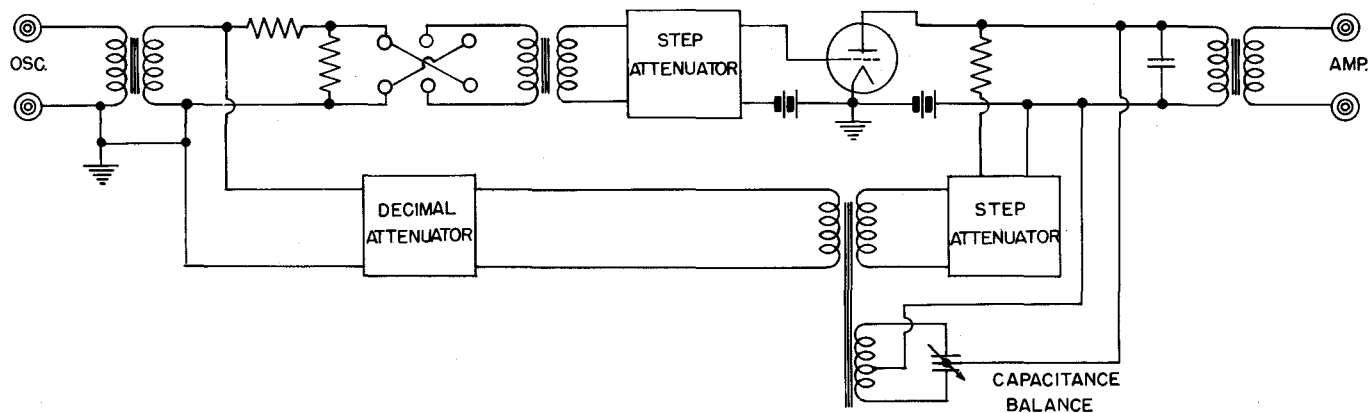 OSC.
STEP
ATTENUATOR
AMP.
DECIMAL
ATTENUATOR
STEP
ATTENUATOR
CAPACITANCE
BALANCE